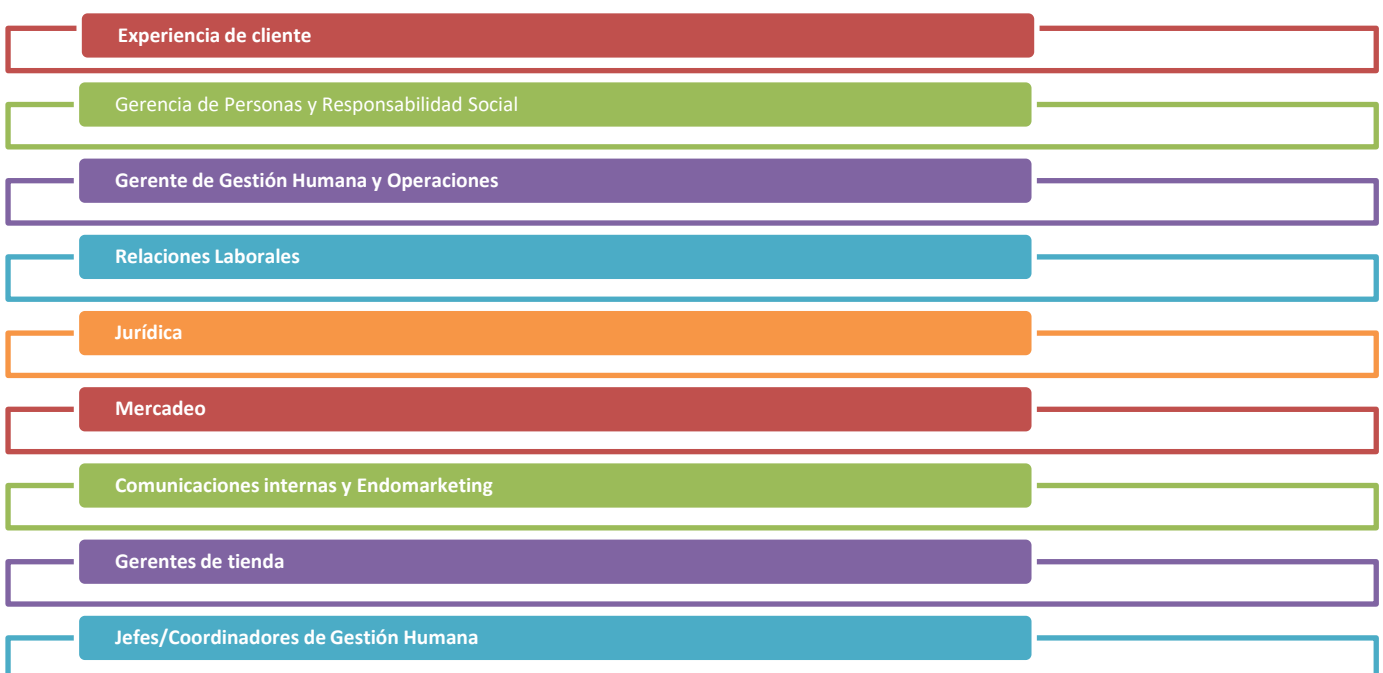 Experiencia de cliente
Gerencia de Personas y Responsabilidad Social
Gerente de Gestión Humana y Operaciones
Relaciones Laborales
Jurídica
Mercadeo
Comunicaciones internas y Endomarketing
Gerentes de tienda
Jefes/Coordinadores de Gestión Humana